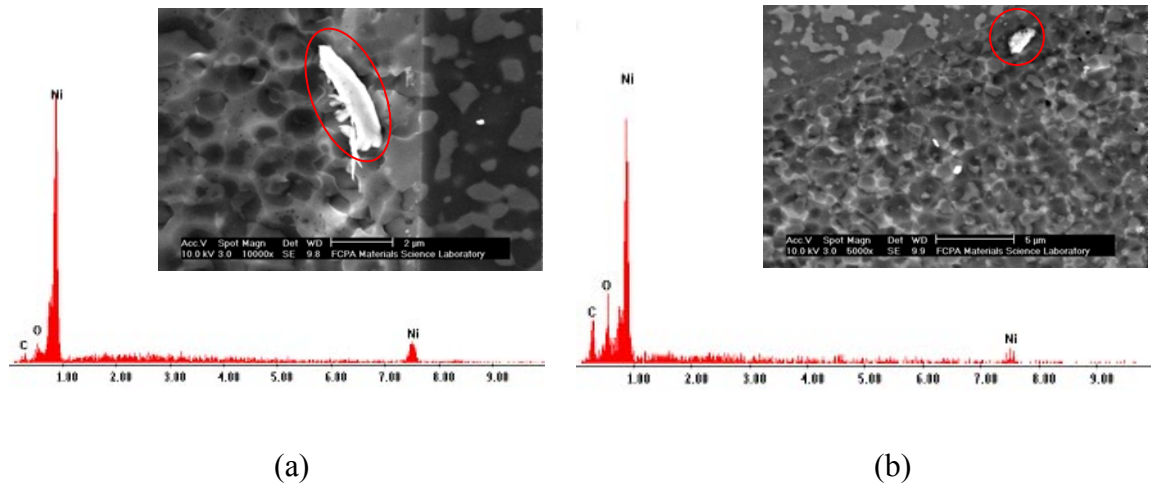 Ni
O
C
Ni
1.00 2.00 3.00 4.00 5.00 6.00 7.00 8.00 9.00
Acc.V Spot Magn Det WD 2 µm
10.0 kV 3.0 10000x SE 9.8 FCPA Materials Science Laboratory
(a)
Ni
O
C
Ni
1.00 2.00 3.00 4.00 5.00 6.00 7.00 8.00 9.00
Acc.V Spot Magn Det WD 5 µm
10.0 kV 3.0 5000x SE 9.9 FCPA Materials Science Laboratory
(b)